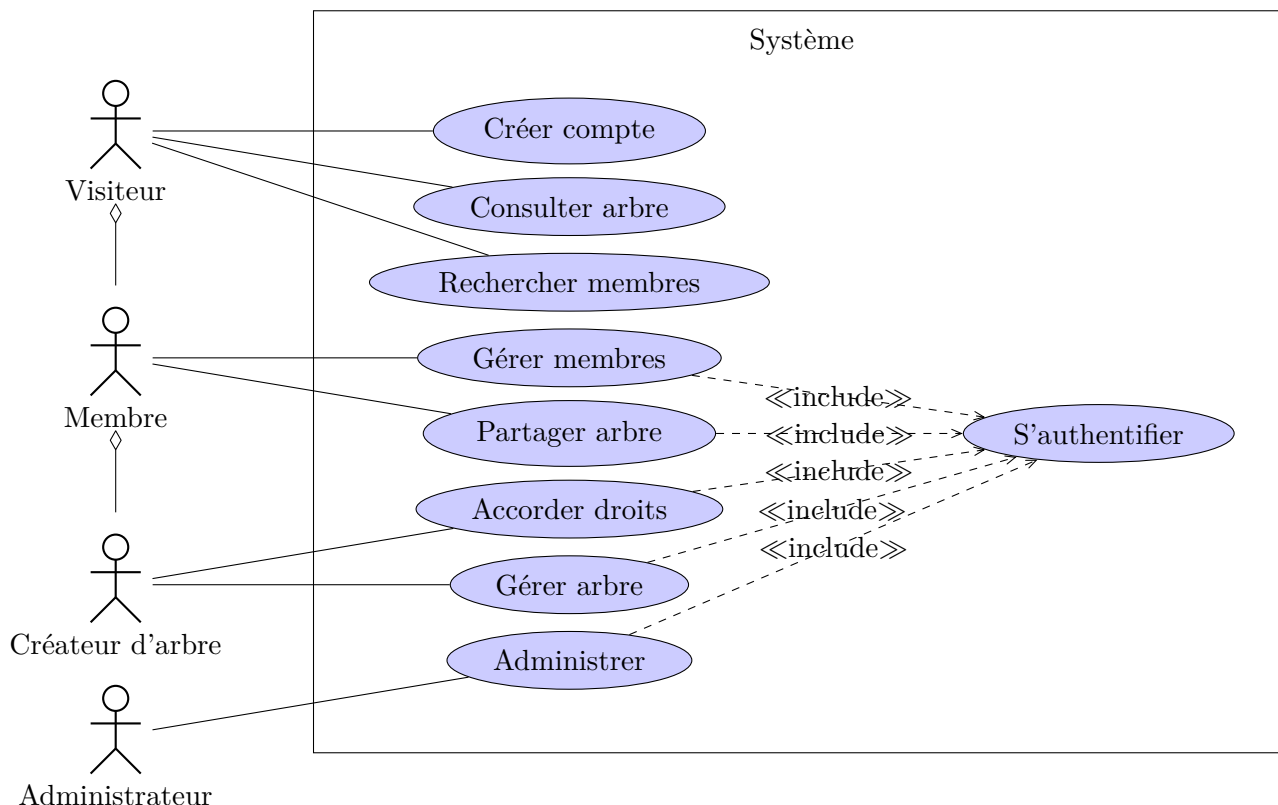 Système
Créer compte
Visiteur
Consulter arbre
Rechercher membres
Gérer membres
≪include≫
Membre
Partager arbre
≪include≫
S'authentifier
≪include≫
Accorder droits
≪include≫
≪include≫
Gérer arbre
Créateur d'arbre
Administrer
Administrateur